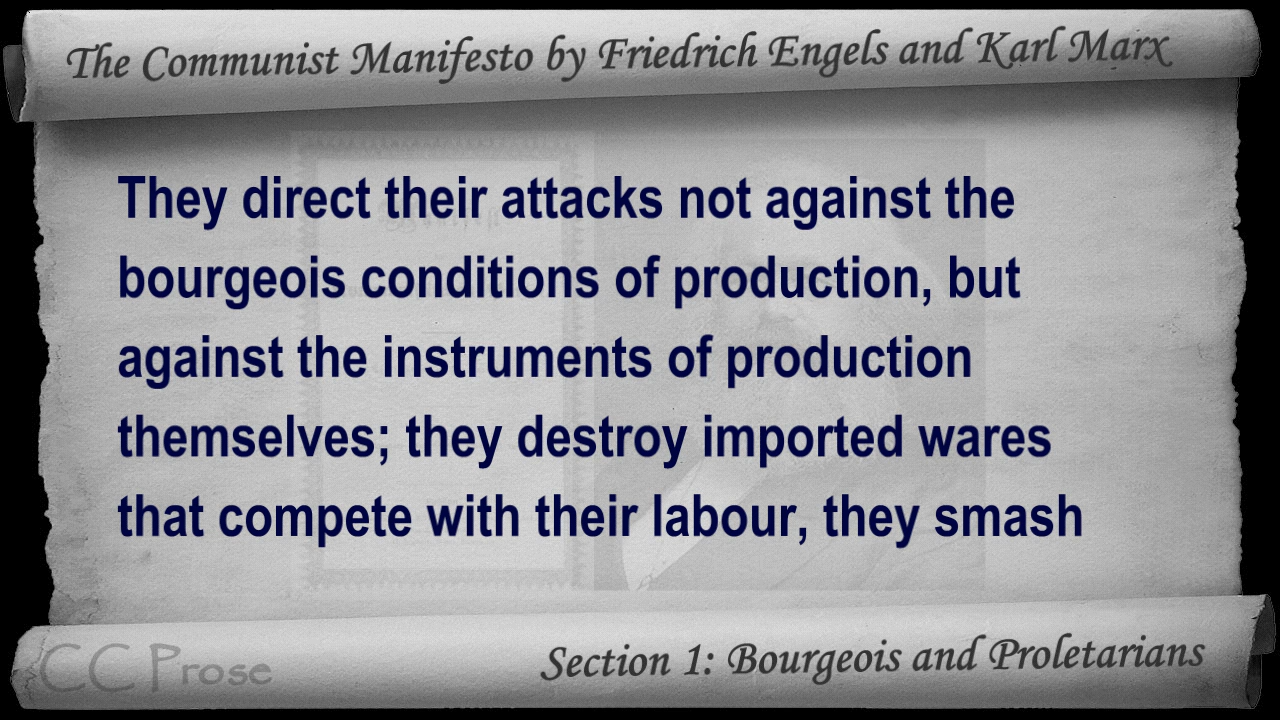 The Communist Manifesto by Friedrich Engels and Karl Marx
They direct their attacks not against the
bourgeois conditions of production, but
against the instruments of production
themselves; they destroy imported wares
that compete with their labour, they smash
CC Prose
Section 1: Bourgeois and Proletarians